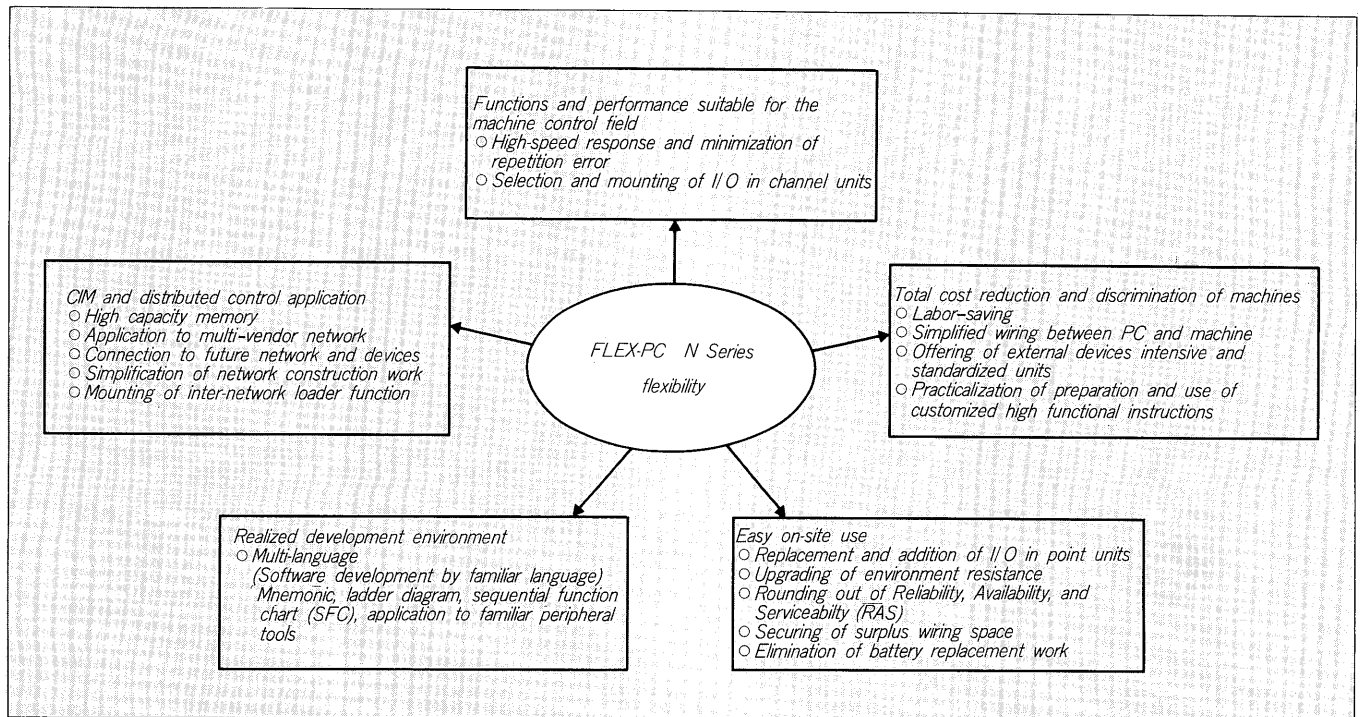 Functions and performance suitable for the
machine control field
○ High-speed response and minimization of
repetition error
○ Selection and mounting of I/O in channel units
CIM and distributed control application
○ High capacity memory
○ Application to multi-vendor network
○ Connection to future network and devices
○ Simplification of network construction work
○ Mounting of inter-network loader function
FLEX-PC N Series
flexibility
Total cost reduction and discrimination of machines
○ Labor-saving
○ Simplified wiring between PC and machine
○ Offering of external devices intensive and
standardized units
○ Practicalization of preparation and use of
customized high functional instructions
Realized development environment
○ Multi-language
(Software development by familiar language)
Mnemonic, ladder diagram, sequential function
chart (SFC), application to familiar peripheral
tools
Easy on-site use
○ Replacement and addition of I/O in point units
○ Upgrading of environment resistance
○ Rounding out of Reliability, Availability, and
Serviceabilty (RAS)
○ Securing of surplus wiring space
○ Elimination of battery replacement work